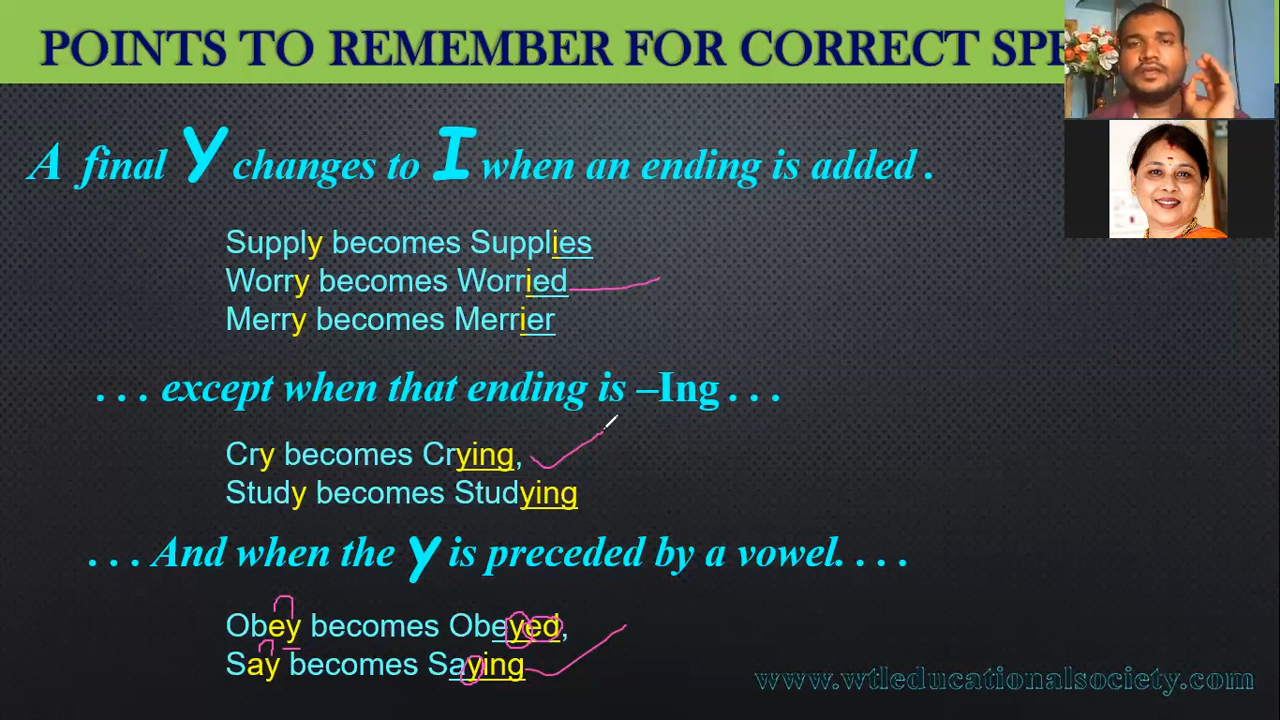 POINTS TO REMEMBER FOR CORRECT SPE
A final Y changes to I when an ending is added .
Supply becomes Supplies
Worry becomes Worried
Merry becomes Merrier
. . . except when that ending is –Ing . . .
Cry becomes Crying,
Study becomes Studying
. . . And when the y is preceded by a vowel. . . .
Obey becomes Obeyed,
Say becomes Saying
www.wtleducationalsociety.com